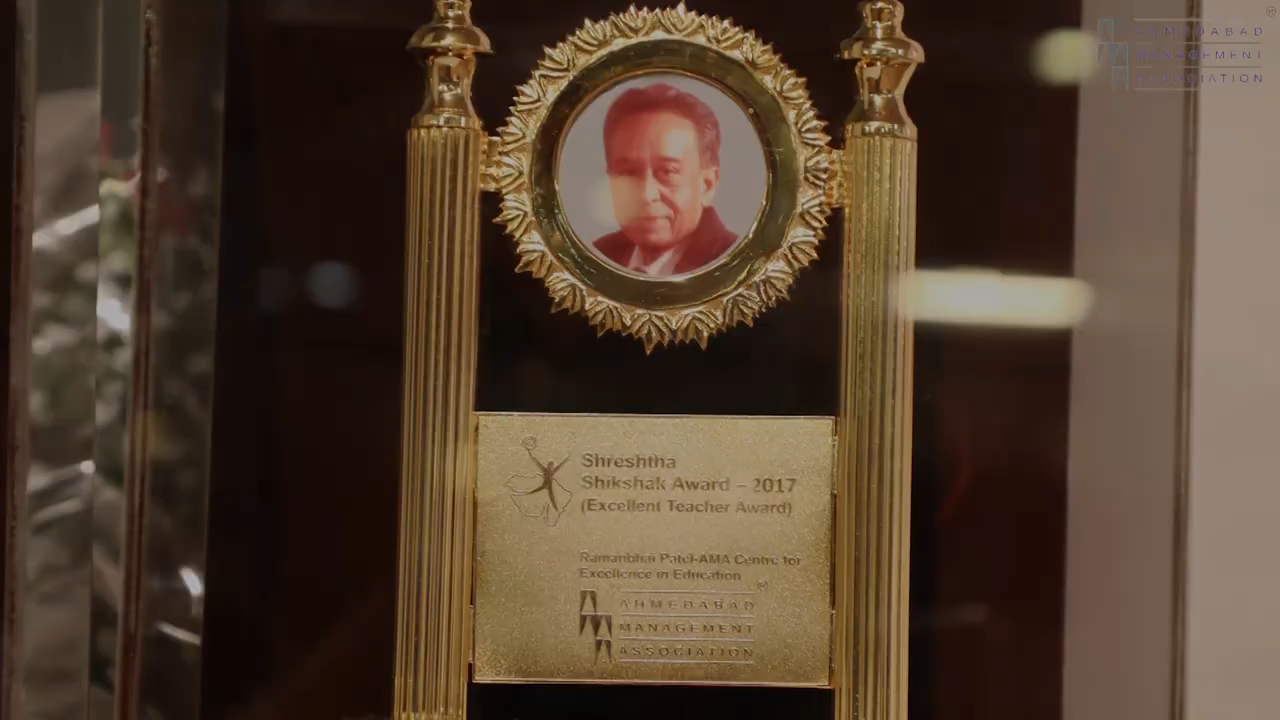 AHMEDABAD
MANAGEMENT
ASSOCIATION
Shreshtha
Shikshak Award – 2017
(Excellent Teacher Award)
Ramanbhai Patel-AMA Centre for
Excellence in Education
AHMEDABAD
MANAGEMENT
ASSOCIATION